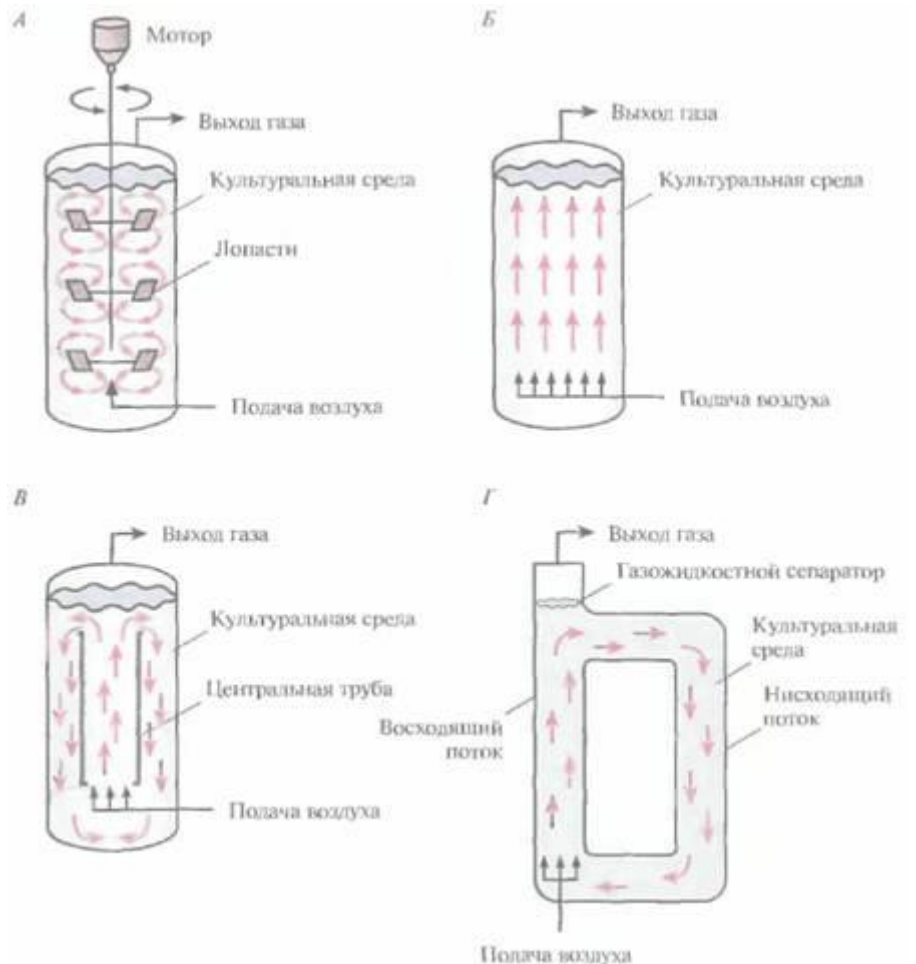 А
Мотор
Выход газа
Культуральная среда
Лопасти
Подача воздуха
Б
Выход газа
Культуральная среда
Подача воздуха
В
Выход газа
Культуральная среда
Центральная труба
Подача воздуха
Г
Выход газа
Газожидкостной сепаратор
Культуральная
среда
Нисходящий
поток
Восходящий
поток
Подача воздуха